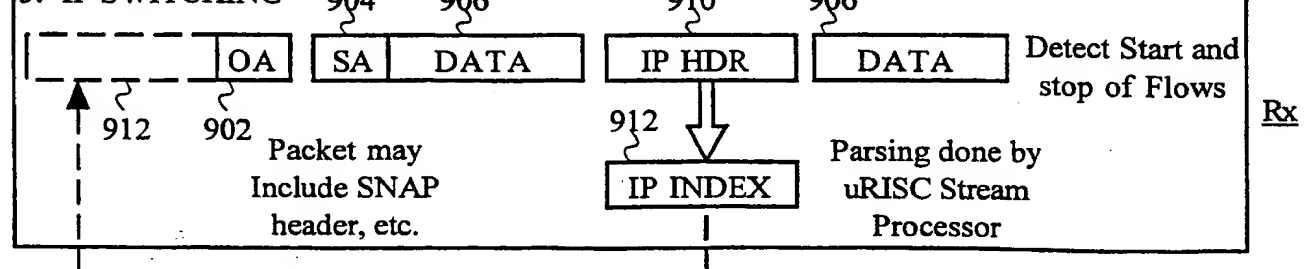 IP SWITCHING
904 906 910 906
OA SA DATA IP HDR DATA
Detect Start and
stop of Flows
912 902 912
Rx
Packet may
Include SNAP
header, etc.
IP INDEX
Parsing done by
uRISC Stream
Processor